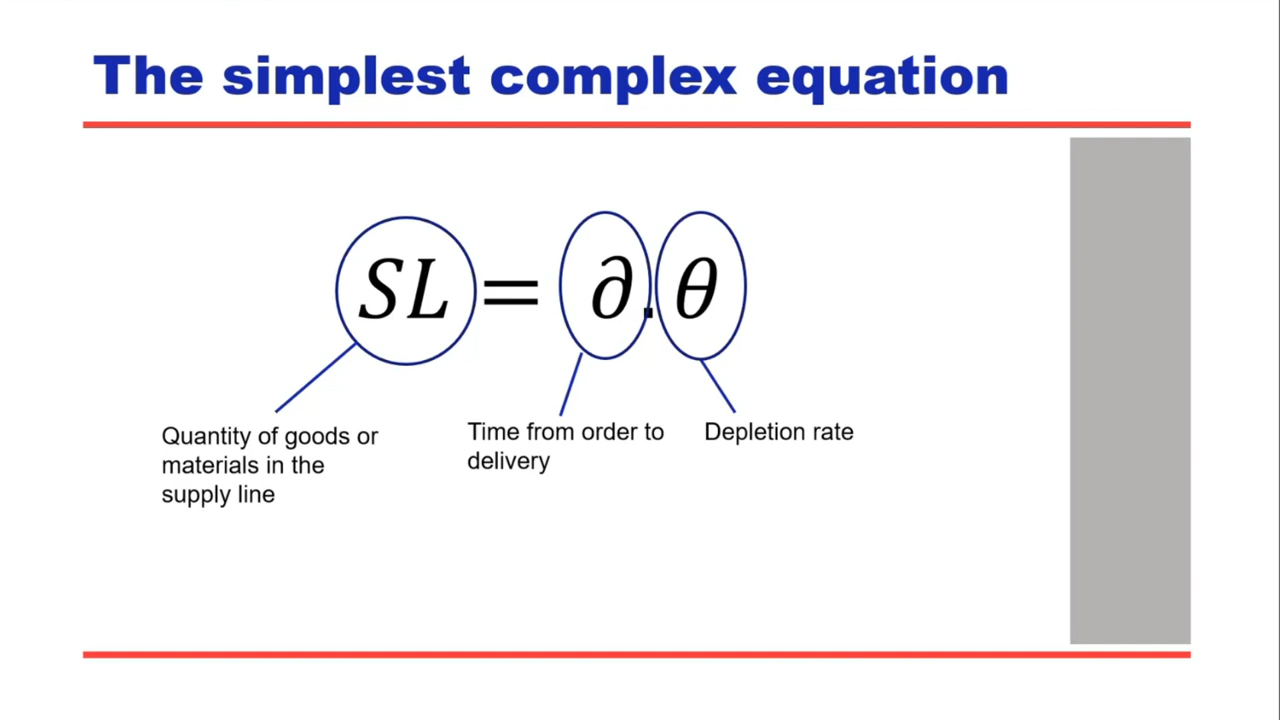 The simplest complex equation
SL = ∂.θ
Quantity of goods or
materials in the
supply line
Time from order to
delivery
Depletion rate